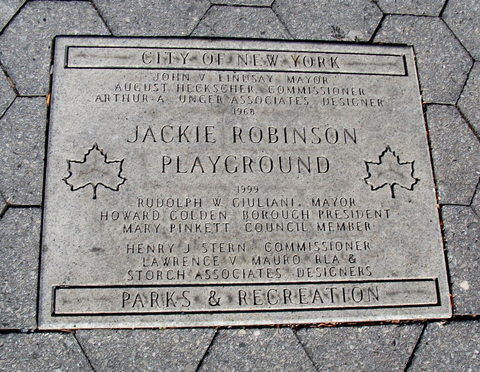 CITY OF NEW YORK
JOHN V. LINDSAY, MAYOR
AUGUST HECKSCHER, COMMISSIONER
ARTHUR A. UNGER ASSOCIATES, DESIGNER
1968
JACKIE ROBINSON
PLAYGROUND
1999
RUDOLPH W. GIULIANI, MAYOR
HOWARD GOLDEN, BOROUGH PRESIDENT
MARY PINKETT, COUNCIL MEMBER
HENRY J. STERN, COMMISSIONER
LAWRENCE V. MAURO, RLA &
STORCH ASSOCIATES, DESIGNERS
PARKS & RECREATION